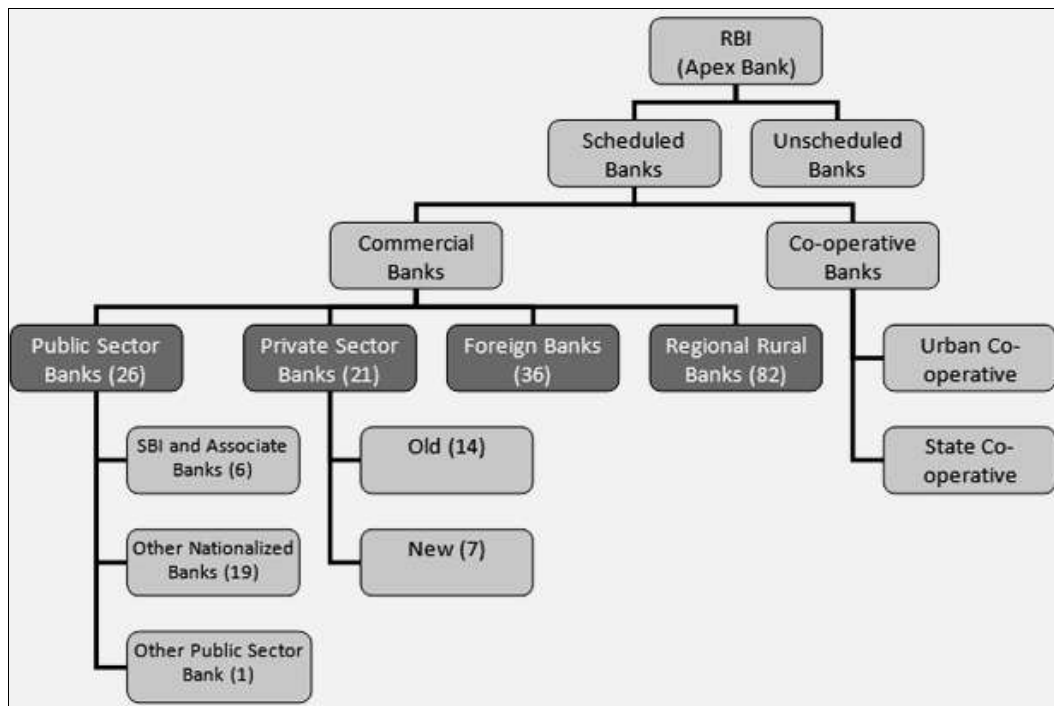 RBI
(Apex Bank)
Scheduled
Banks
Unscheduled
Banks
Commercial
Banks
Co-operative
Banks
Public Sector
Banks (26)
Private Sector
Banks (21)
Foreign Banks
(36)
Regional Rural
Banks (82)
Urban Co-
operative
SBI and Associate
Banks (6)
Old (14)
State Co-
operative
Other Nationalized
Banks (19)
New (7)
Other Public Sector
Bank (1)